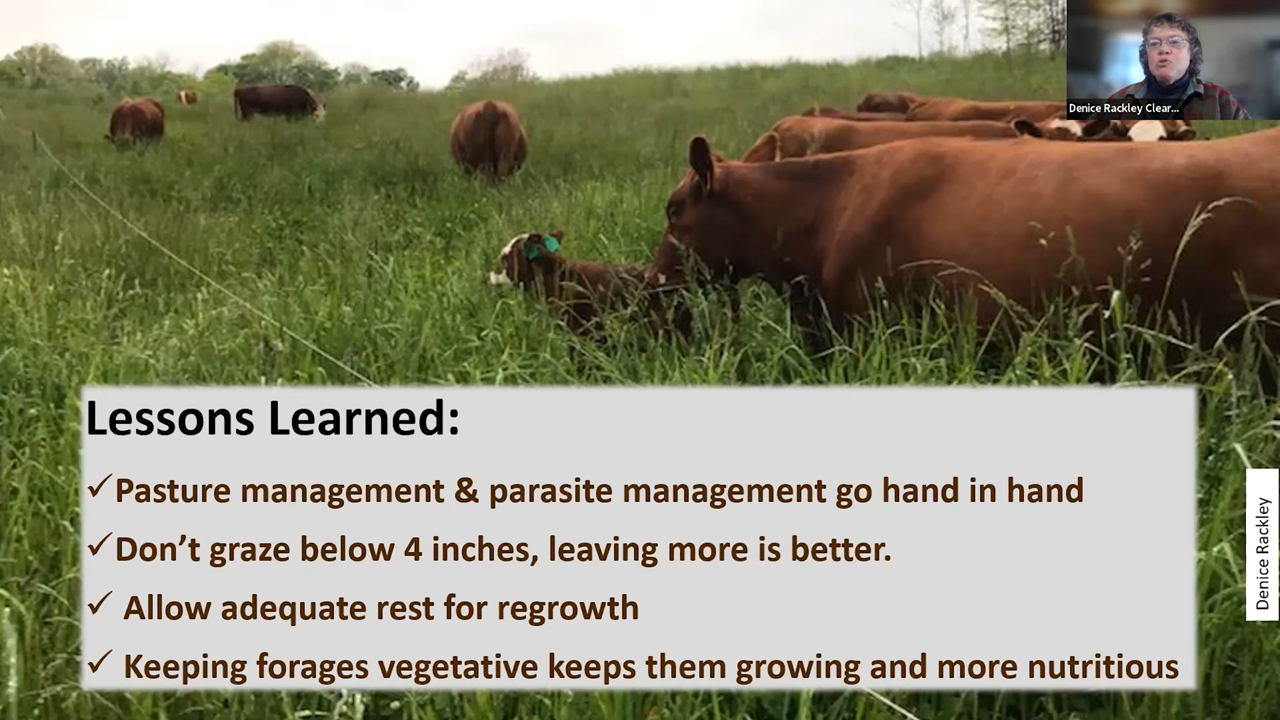 Denice Rackley Clear...
Lessons Learned:
✓Pasture management & parasite management go hand in hand
✓Don’t graze below 4 inches, leaving more is better.
✓ Allow adequate rest for regrowth
✓ Keeping forages vegetative keeps them growing and more nutritious
Denice Rackley